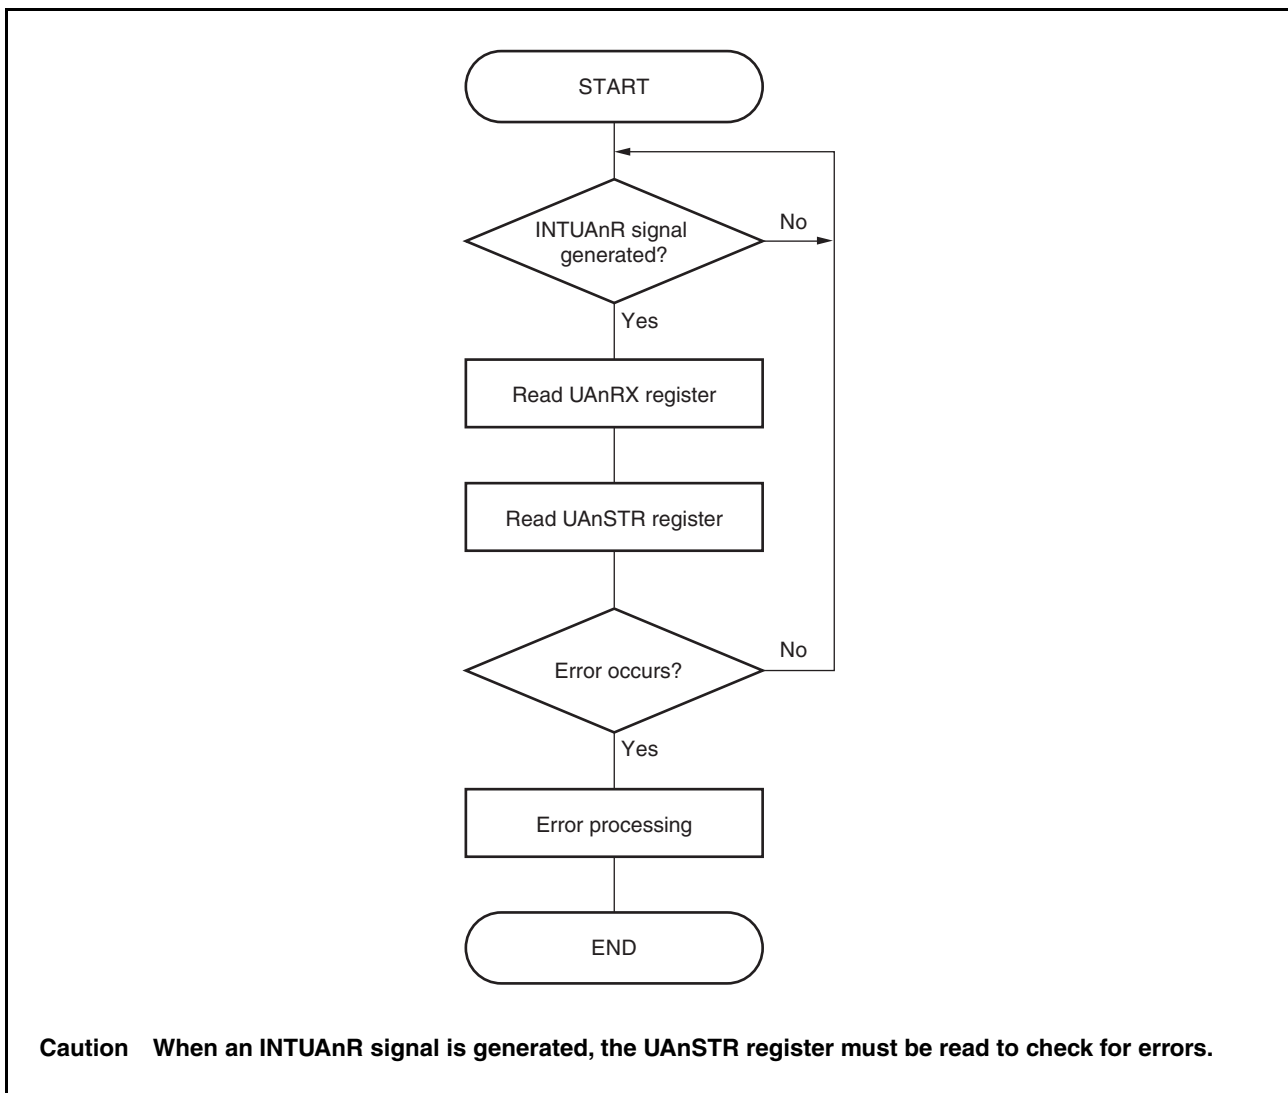 START
INTUAnR signal
generated?
No
Yes
Read UAnRX register
Read UAnSTR register
Error occurs?
No
Yes
Error processing
END
Caution When an INTUAnR signal is generated, the UAnSTR register must be read to check for errors.